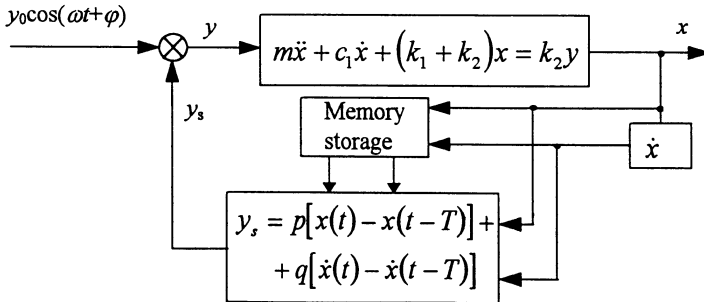 y₀cos(ωt+φ)
y
mẍ + c₁ẋ + (k₁ + k₂)x = k₂y
x
yₛ
Memory
storage
ẋ
yₛ = p[x(t) − x(t − T)] +
+ q[ẋ(t) − ẋ(t − T)]